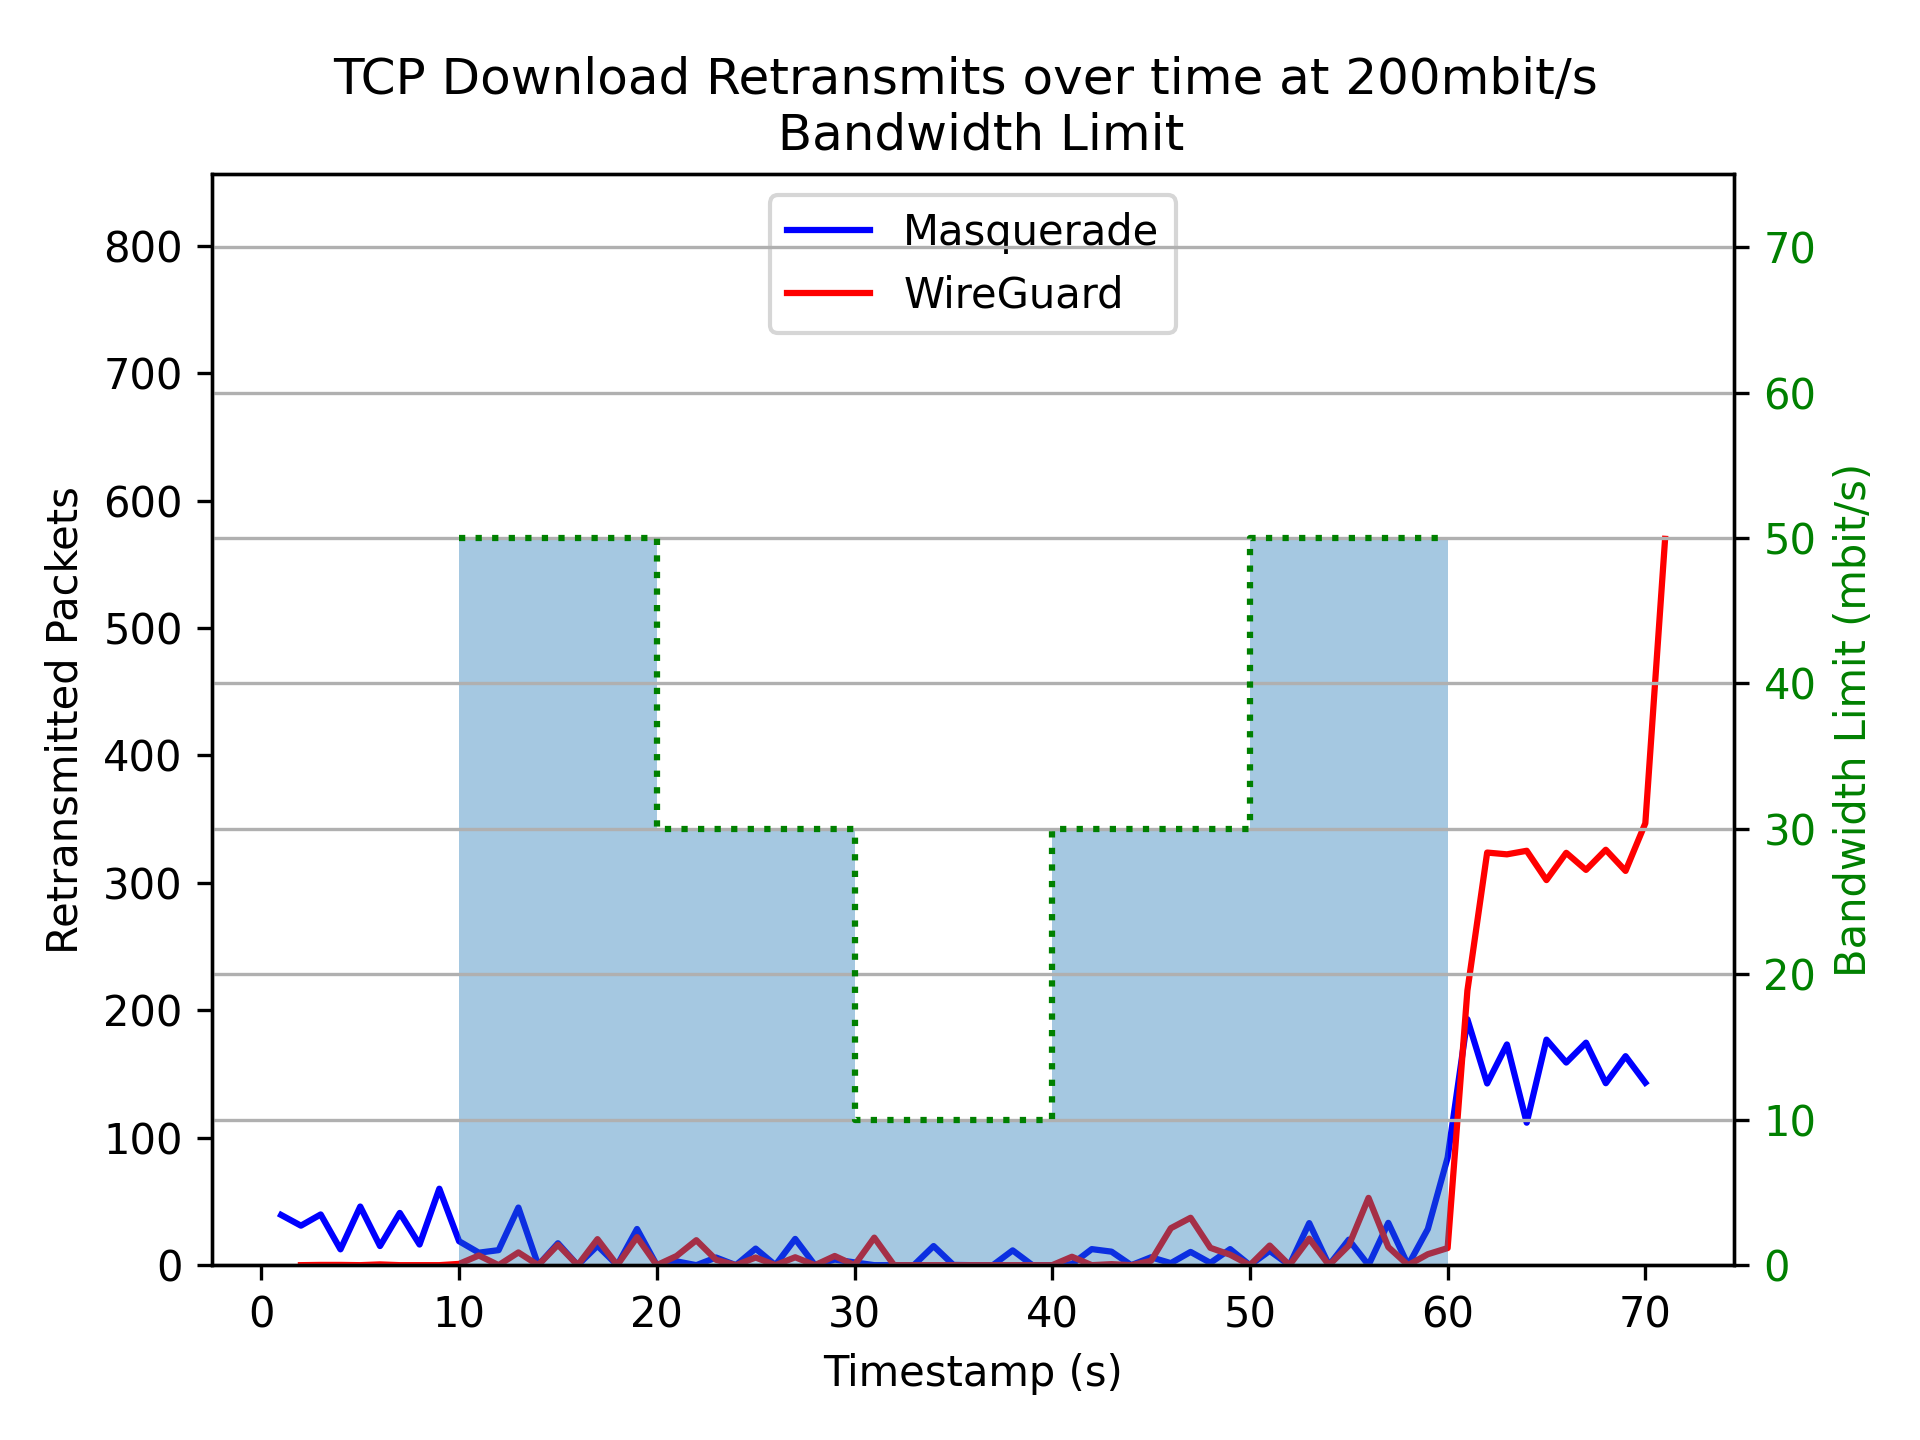 TCP Download Retransmits over time at 200mbit/s
Bandwidth Limit
Masquerade
WireGuard
Retransmitted Packets
800
700
600
500
400
300
200
100
0
70
60
50
40
30
20
10
0
Bandwidth Limit (mbit/s)
0 10 20 30 40 50 60 70
Timestamp (s)